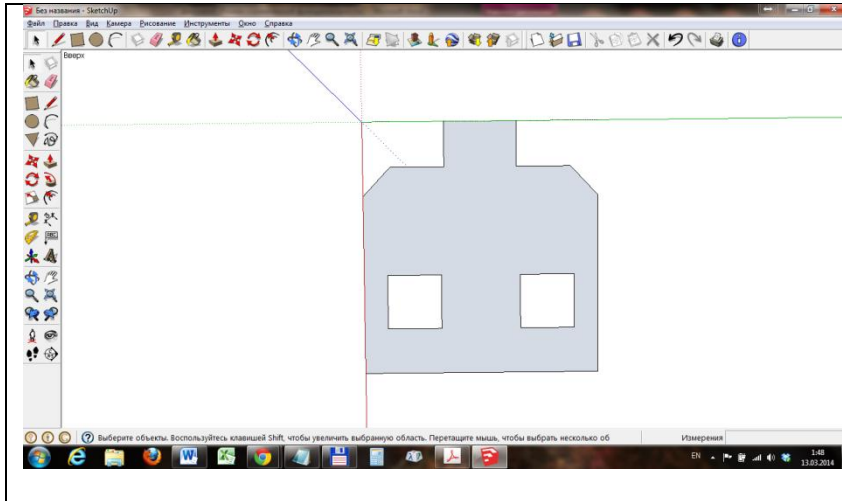 Без названия - SketchUp
Файл Правка Вид Камера Рисование Инструменты Окно Справка
Вверх
Выберите объекты. Воспользуйтесь клавишей Shift, чтобы увеличить выбранную область. Перетащите мышь, чтобы выбрать несколько об
Измерения
EN
1:48
13.03.2014